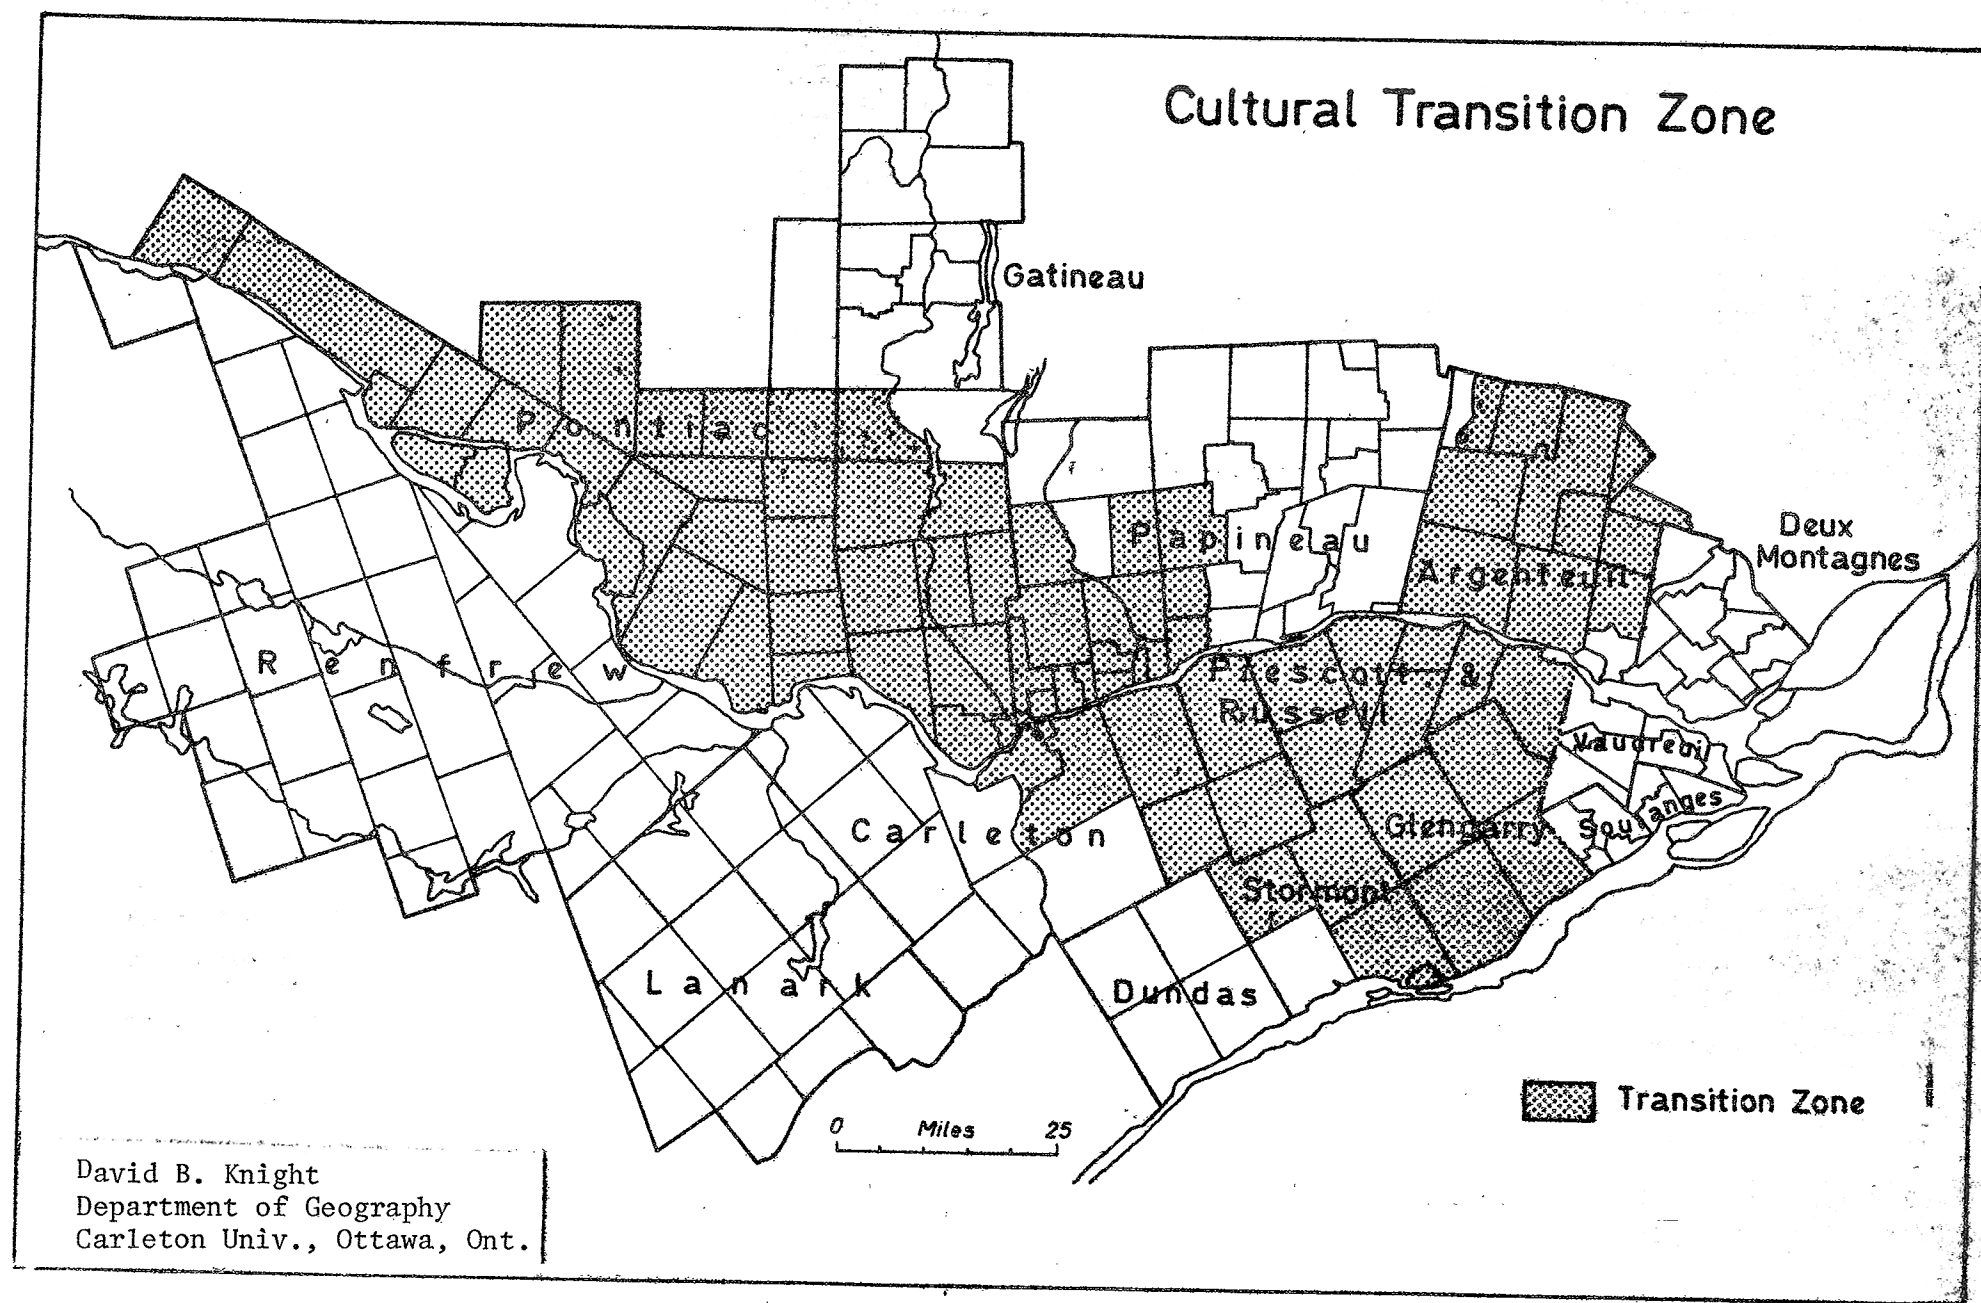 Cultural Transition Zone
Gatineau
Pontiac
Deux
Montagnes
Papineau
Argenteuil
Renfrew
Prescott &
Russell
Vaudreuil
Soulanges
Carleton
Glengarry
Stormont
Lanark
Dundas
Transition Zone
0 Miles 25
David B. Knight
Department of Geography
Carleton Univ., Ottawa, Ont.